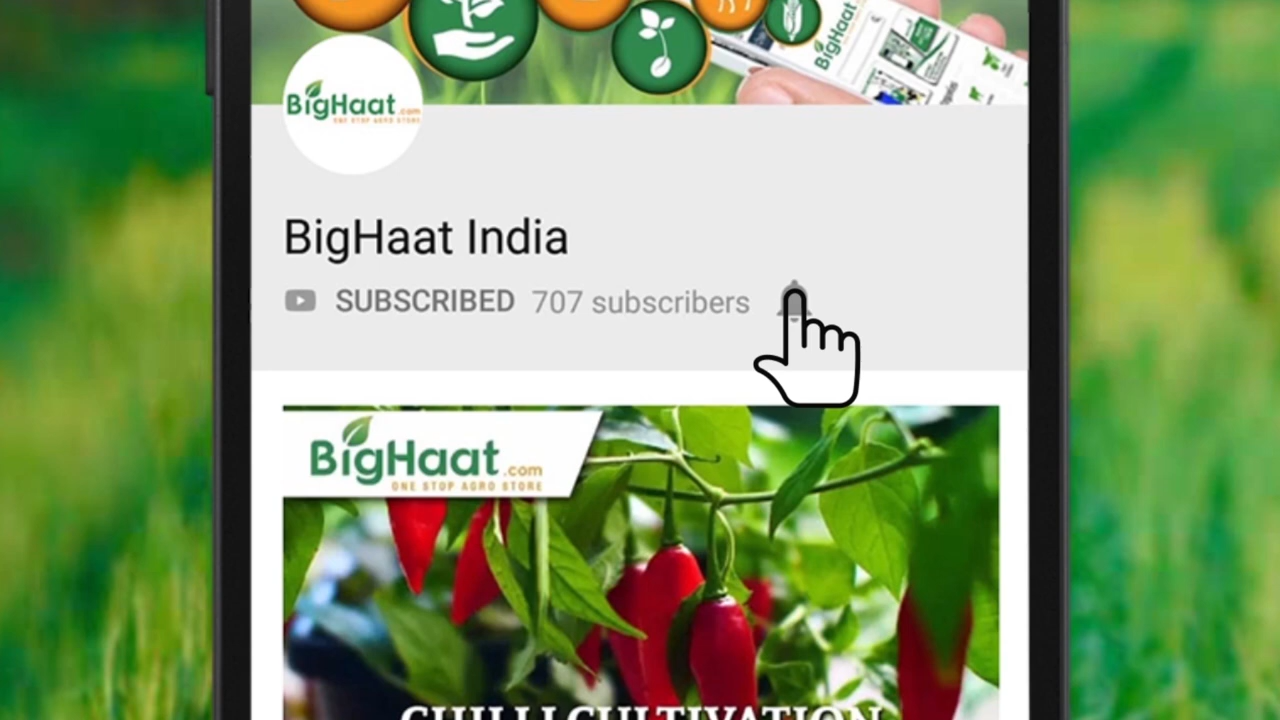 BigHaat
BigHaat.com
ONE STOP AGRO STORE
BigHaat India
SUBSCRIBED 707 subscribers
BigHaat.com
ONE STOP AGRO STORE
CHILLI CULTIVATION